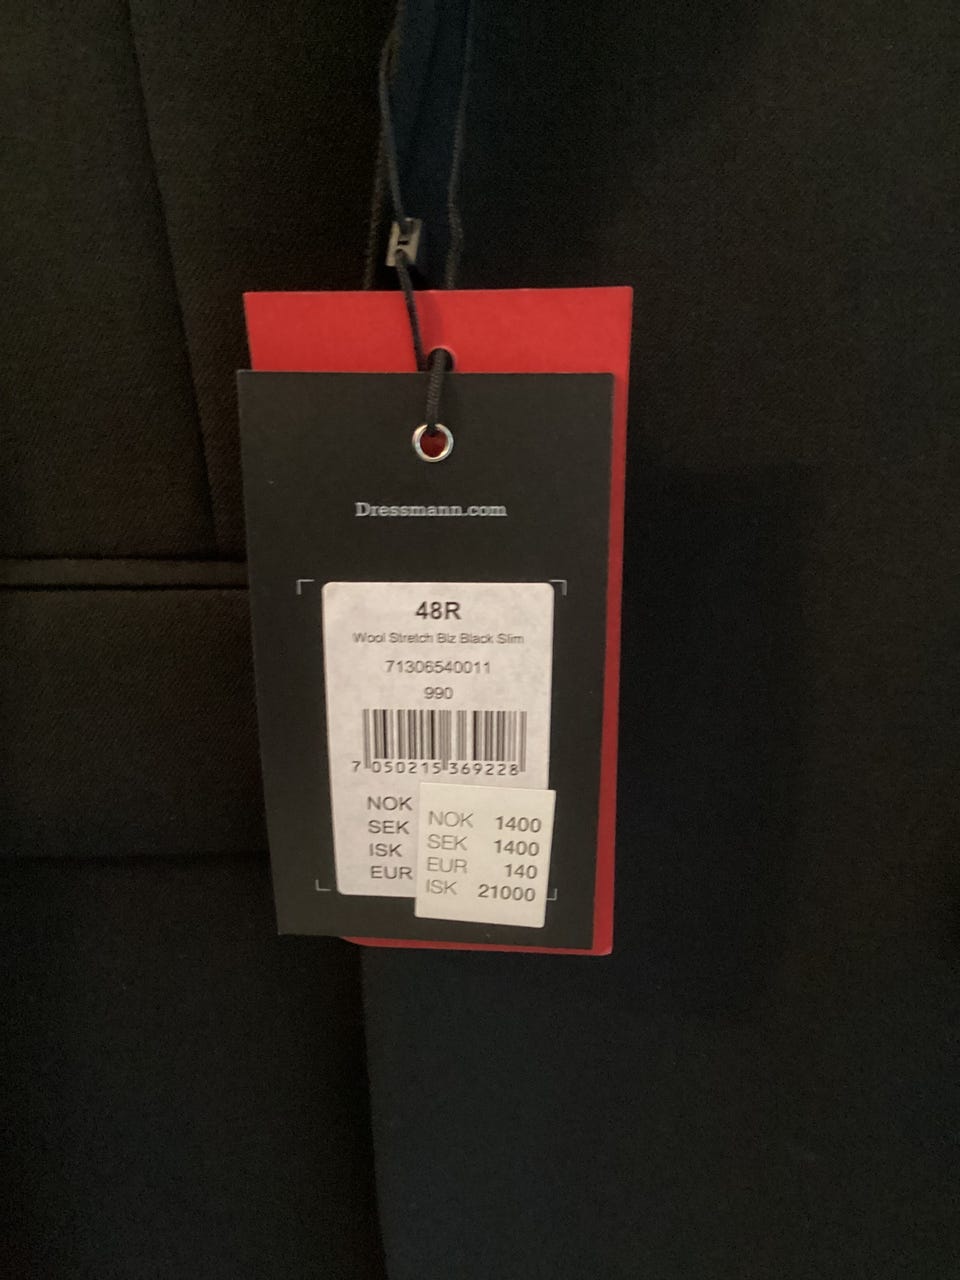 Dressmann.com
48R
Wool Stretch Blz Black Slim
71306540011
990
7 050215 369228
NOK
SEK
ISK
EUR
NOK 1400
SEK 1400
EUR 140
ISK 21000